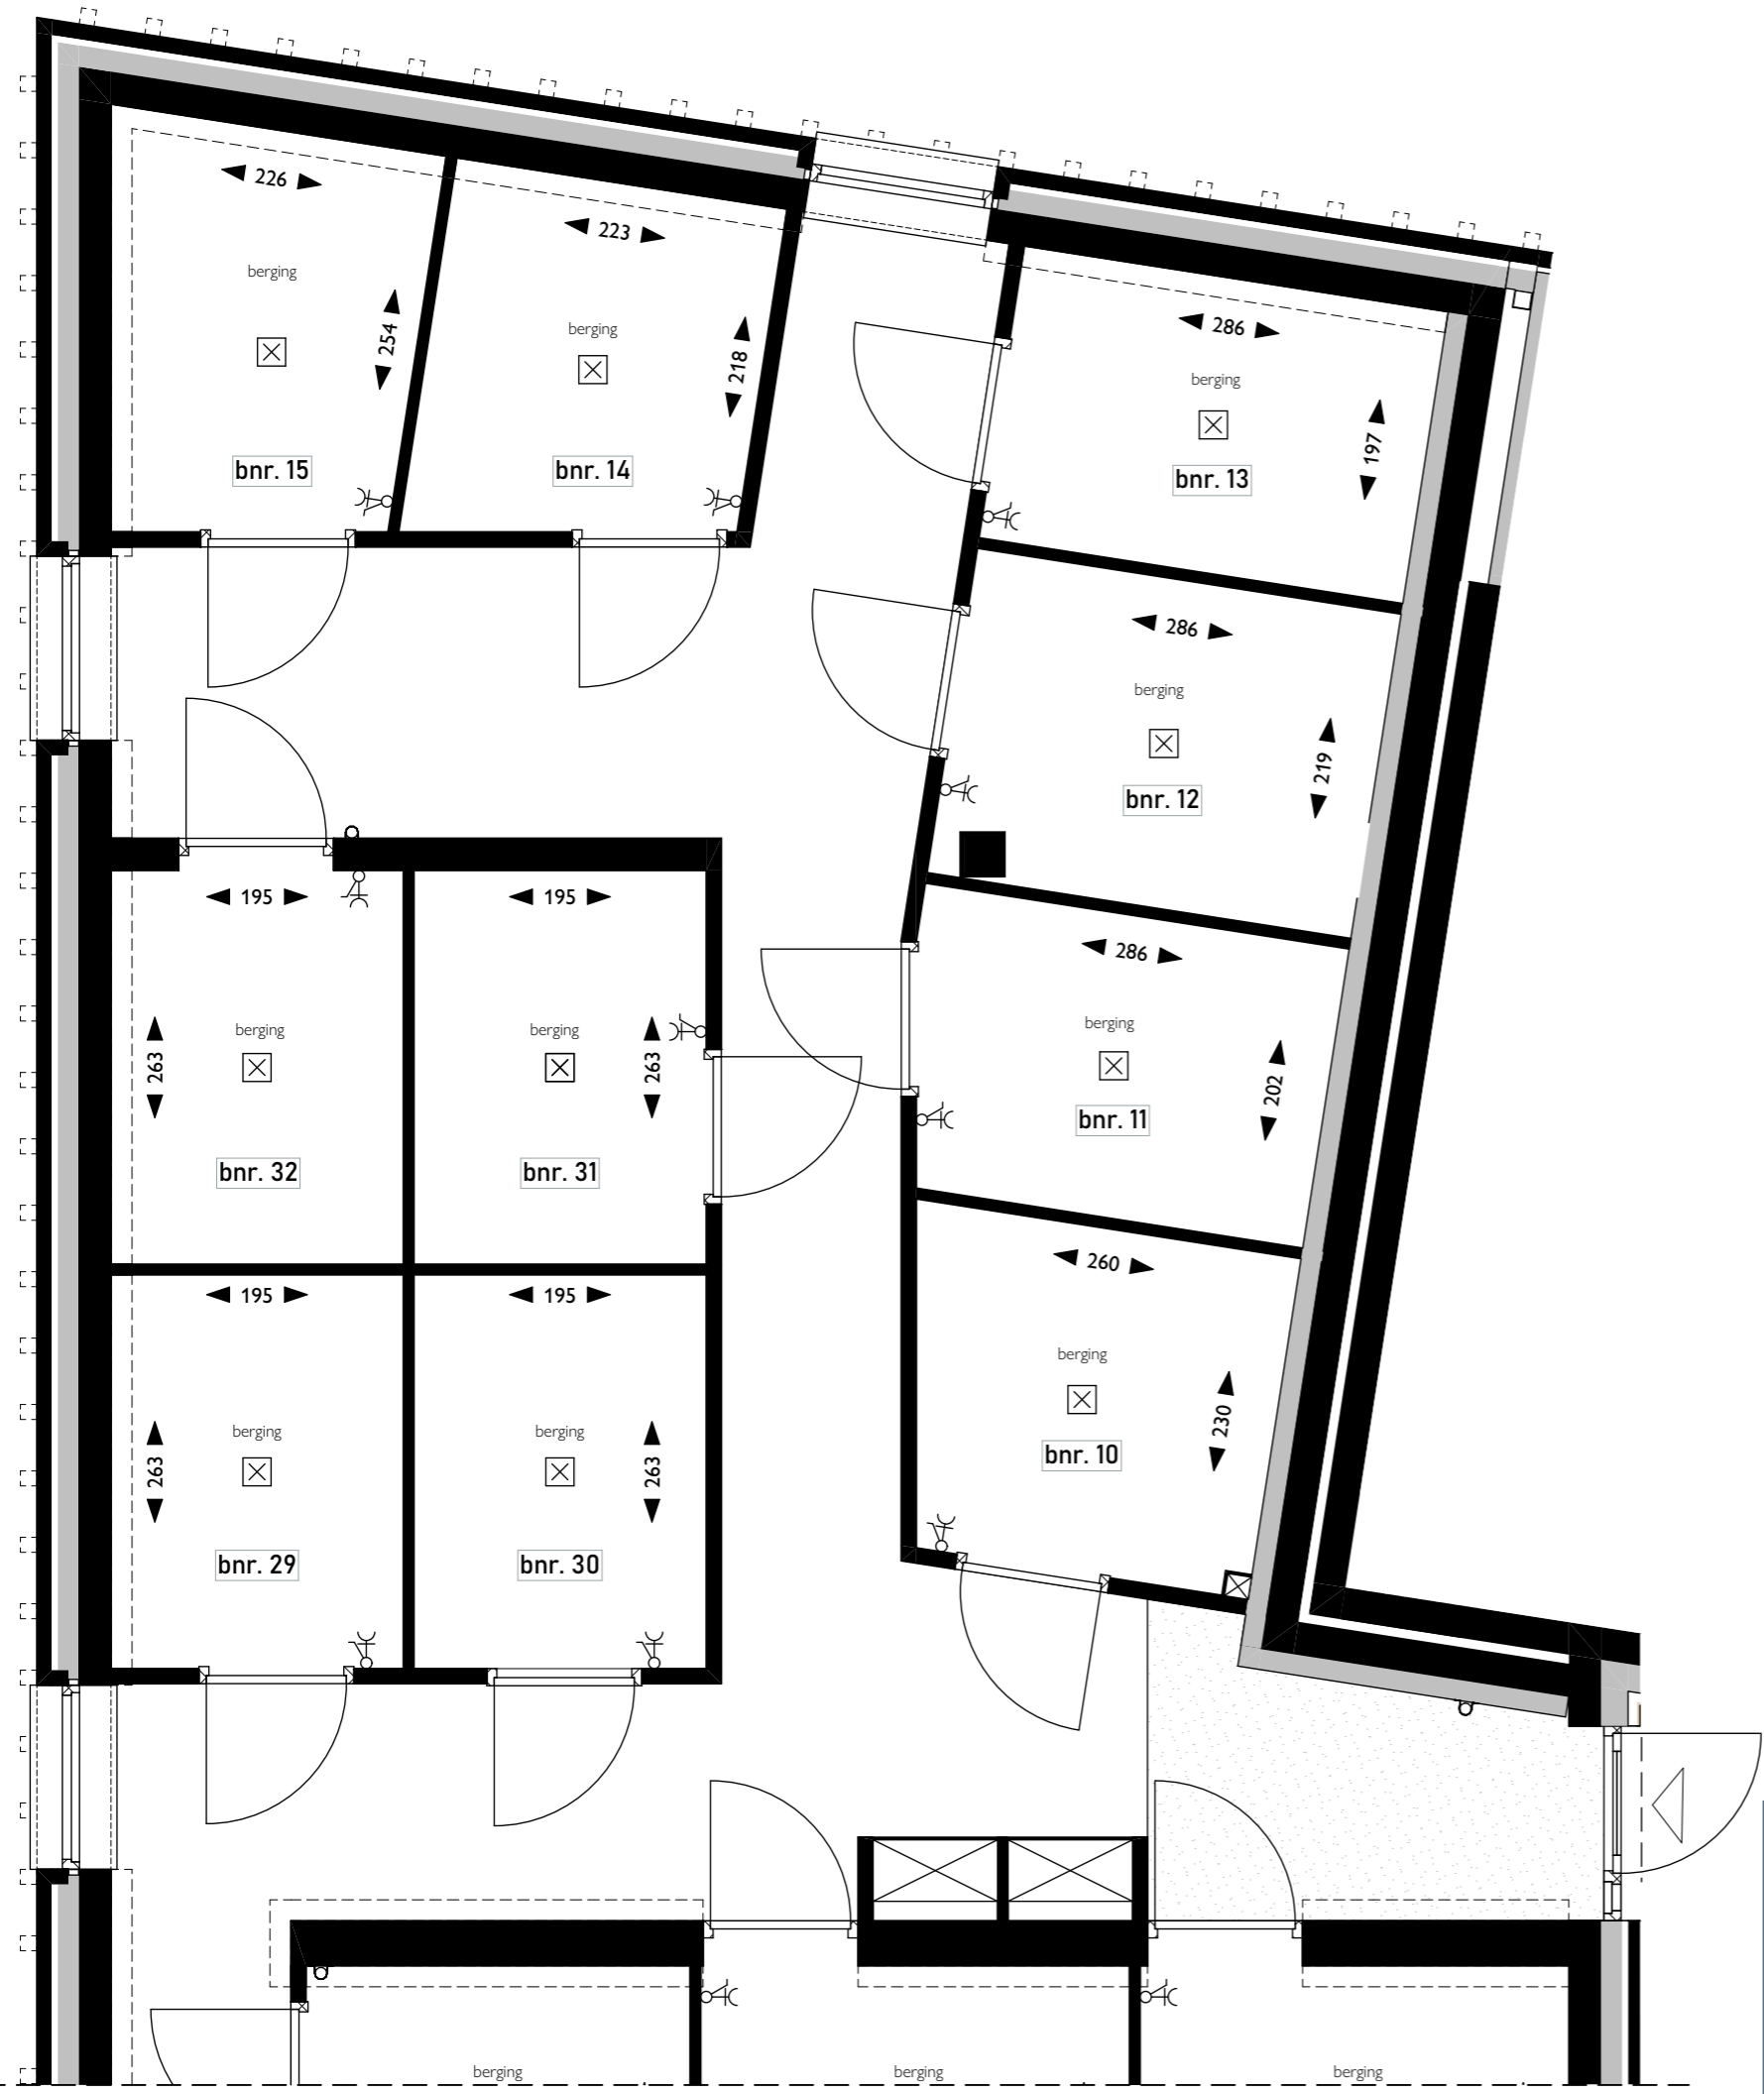 226
223
berging
286
254
berging
218
berging
197
bnr. 15
bnr. 14
bnr. 13
286
berging
219
bnr. 12
195
195
286
berging
berging
berging
263
263
202
bnr. 11
bnr. 32
bnr. 31
260
195
195
berging
230
berging
berging
bnr. 10
263
263
bnr. 29
bnr. 30
berging
berging
berging